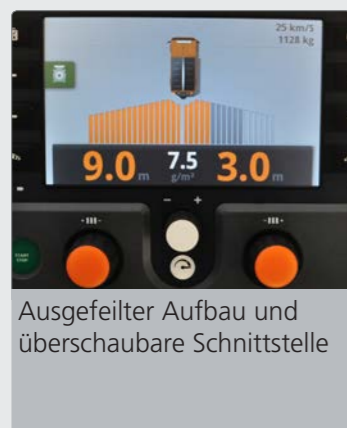 25 km/S
1128 kg
9.0 m 7.5 g/m² 3.0 m
- +
START
STOP
Ausgefeilter Aufbau und
überschaubare Schnittstelle